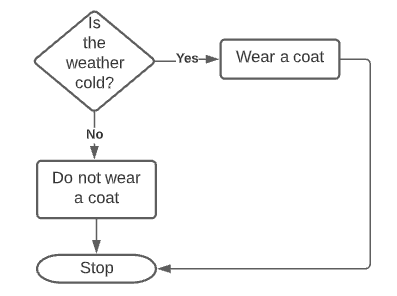 Is
the
weather
cold?
Yes
Wear a coat
No
Do not wear
a coat
Stop